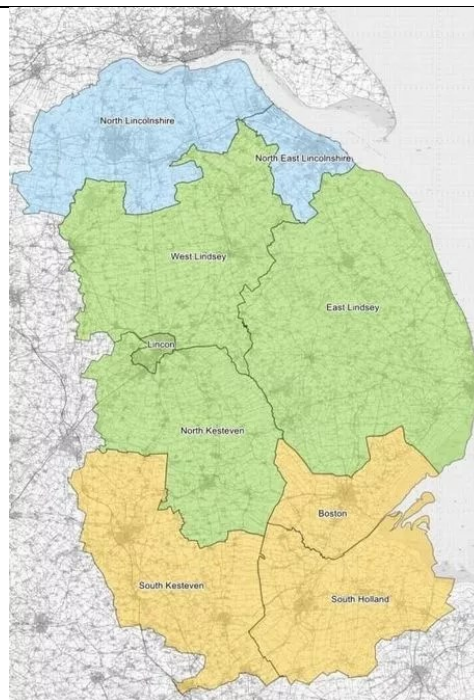 North Lincolnshire
North East Lincolnshire
West Lindsey
East Lindsey
Lincon
North Kesteven
Boston
South Kesteven
South Holland